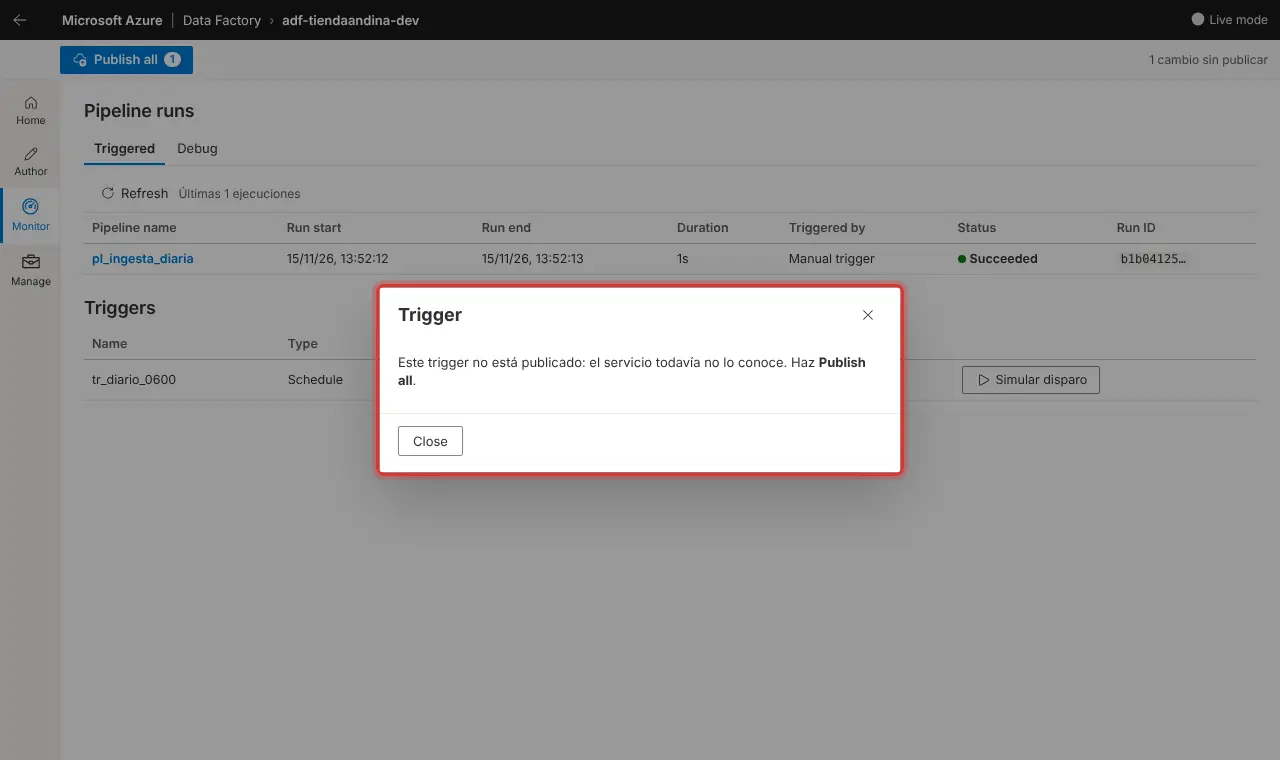 Microsoft Azure | Data Factory › adf-tiendaandina-dev
Live mode
Publish all 1
1 cambio sin publicar
Home
Author
Monitor
Manage
Pipeline runs
Triggered Debug
Refresh Últimas 1 ejecuciones
Pipeline name Run start Run end Duration Triggered by Status Run ID
pl_ingesta_diaria 15/11/26, 13:52:12 15/11/26, 13:52:13 1s Manual trigger Succeeded b1b04125…
Triggers
Name Type
tr_diario_0600 Schedule Simular disparo
Trigger
Este trigger no está publicado: el servicio todavía no lo conoce. Haz Publish
all.
Close